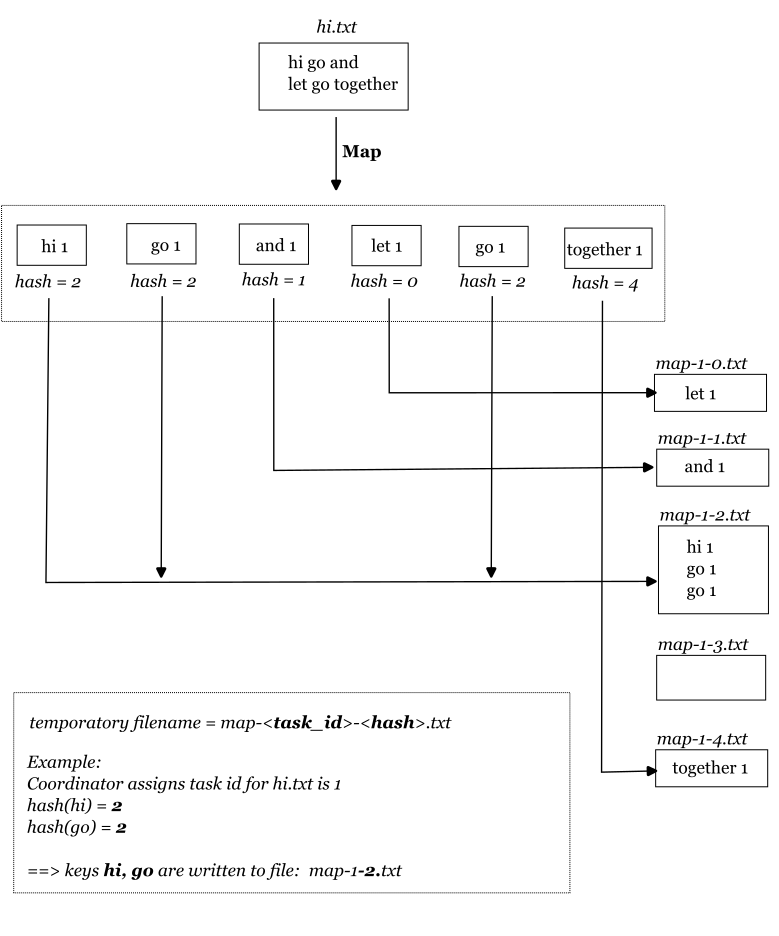 hi.txt
hi go and
let go together
Map
hi 1
go 1
and 1
let 1
go 1
together 1
hash = 2
hash = 2
hash = 1
hash = 0
hash = 2
hash = 4
map-1-0.txt
let 1
map-1-1.txt
and 1
map-1-2.txt
hi 1
go 1
go 1
map-1-3.txt
map-1-4.txt
together 1
temporatory filename = map-<task_id>-<hash>.txt
Example:
Coordinator assigns task id for hi.txt is 1
hash(hi) = 2
hash(go) = 2
==> keys hi, go are written to file:  map-1-2.txt